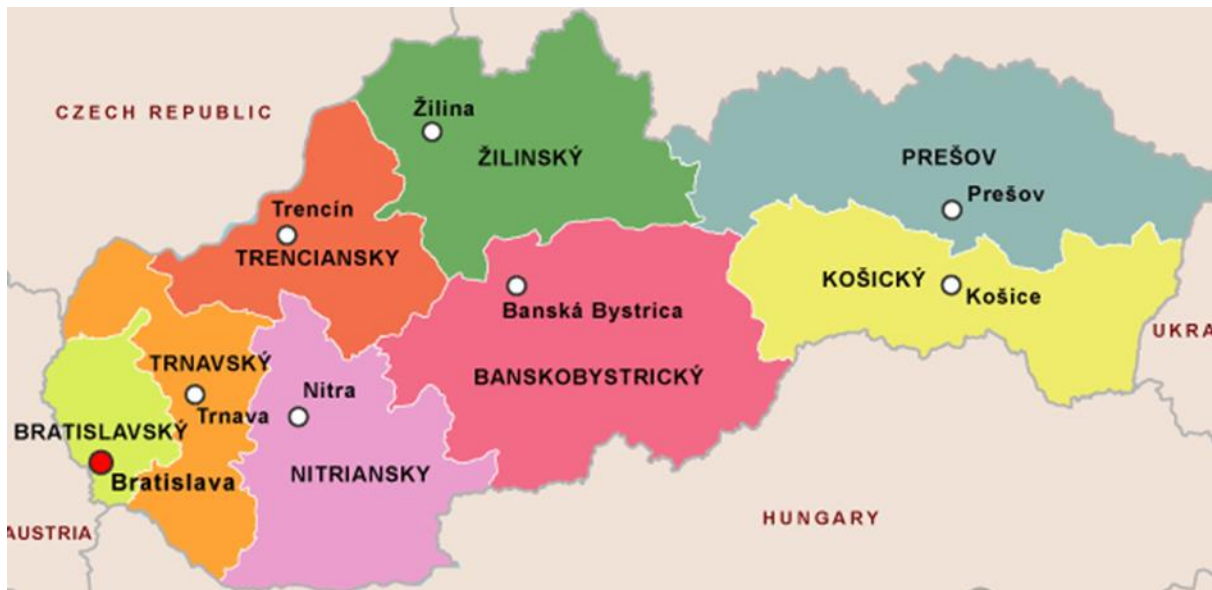 CZECH REPUBLIC
Žilina
ŽILINSKÝ
PREŠOV
Prešov
Trencín
TRENCIANSKY
KOŠICKÝ
Košice
Banská Bystrica
UKRA
TRNAVSKÝ
Trnava
Nitra
BANSKOBYSTRICKÝ
BRATISLAVSKÝ
Bratislava
NITRIANSKY
AUSTRIA
HUNGARY